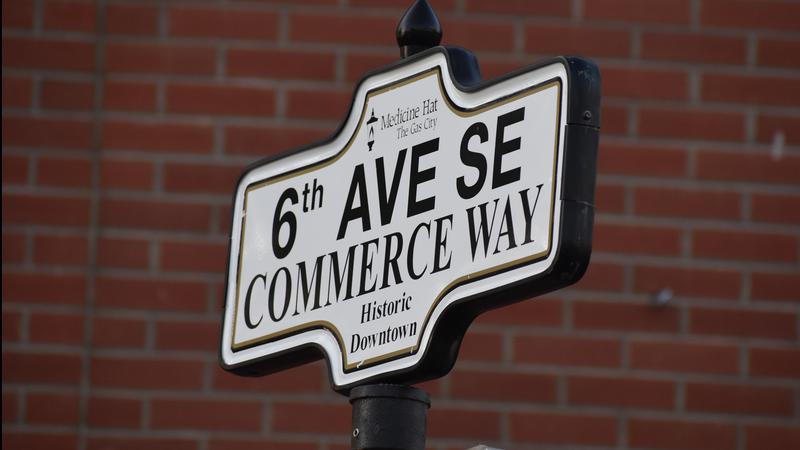 Medicine Hat
The Gas City
6th AVE SE
COMMERCE WAY
Historic
Downtown